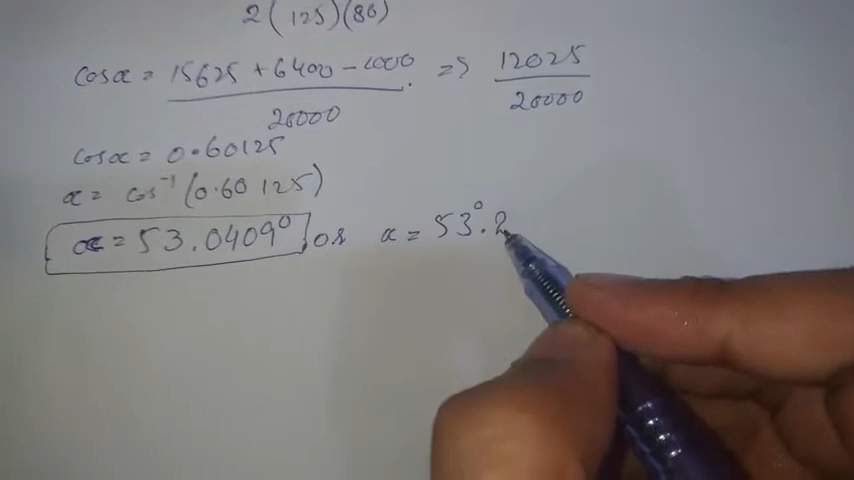 2(125)(80)
cosα = 15625 + 6400 - 10000 => 12025
20000 20000
cosα = 0.60125
α = cos⁻¹(0.60125)
α = 53.0409° or α = 53°.2